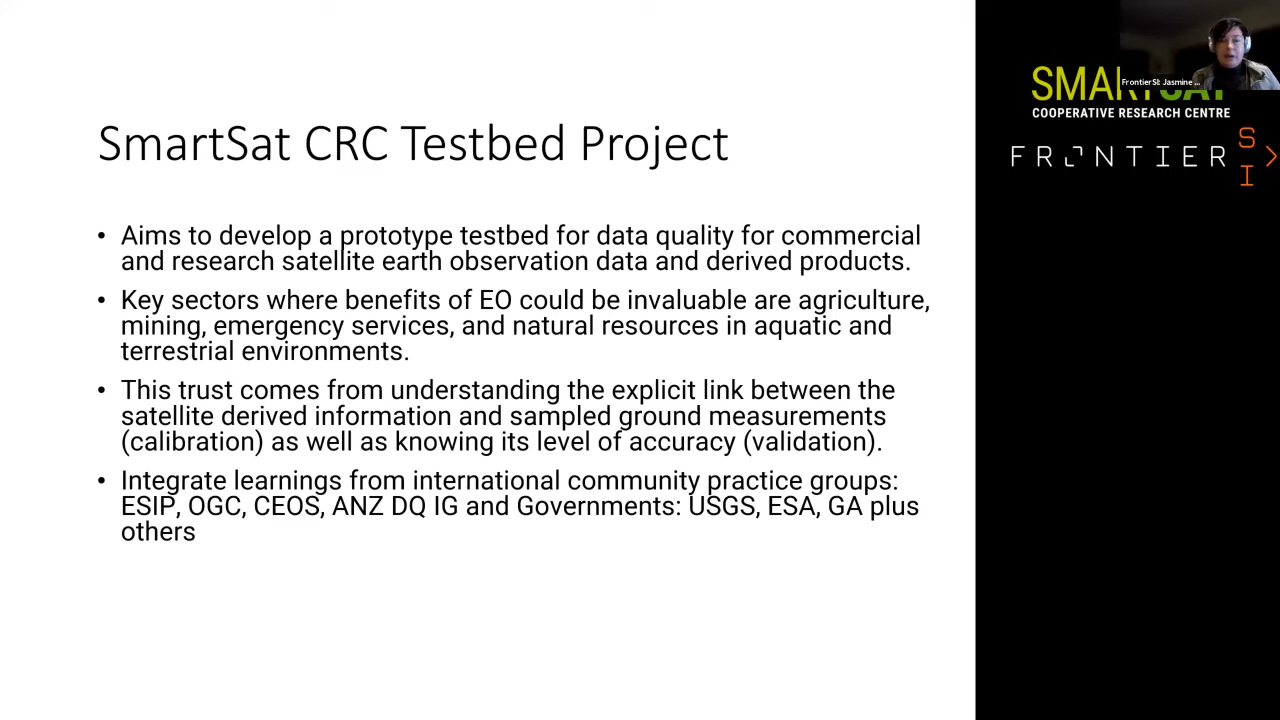 SmartSat CRC Testbed Project
• Aims to develop a prototype testbed for data quality for commercial
and research satellite earth observation data and derived products.
• Key sectors where benefits of EO could be invaluable are agriculture,
mining, emergency services, and natural resources in aquatic and
terrestrial environments.
• This trust comes from understanding the explicit link between the
satellite derived information and sampled ground measurements
(calibration) as well as knowing its level of accuracy (validation).
• Integrate learnings from international community practice groups:
ESIP, OGC, CEOS, ANZ DQ IG and Governments: USGS, ESA, GA plus
others
FrontierSI: Jasmine ...
COOPERATIVE RESEARCH CENTRE
FRONTIER SI